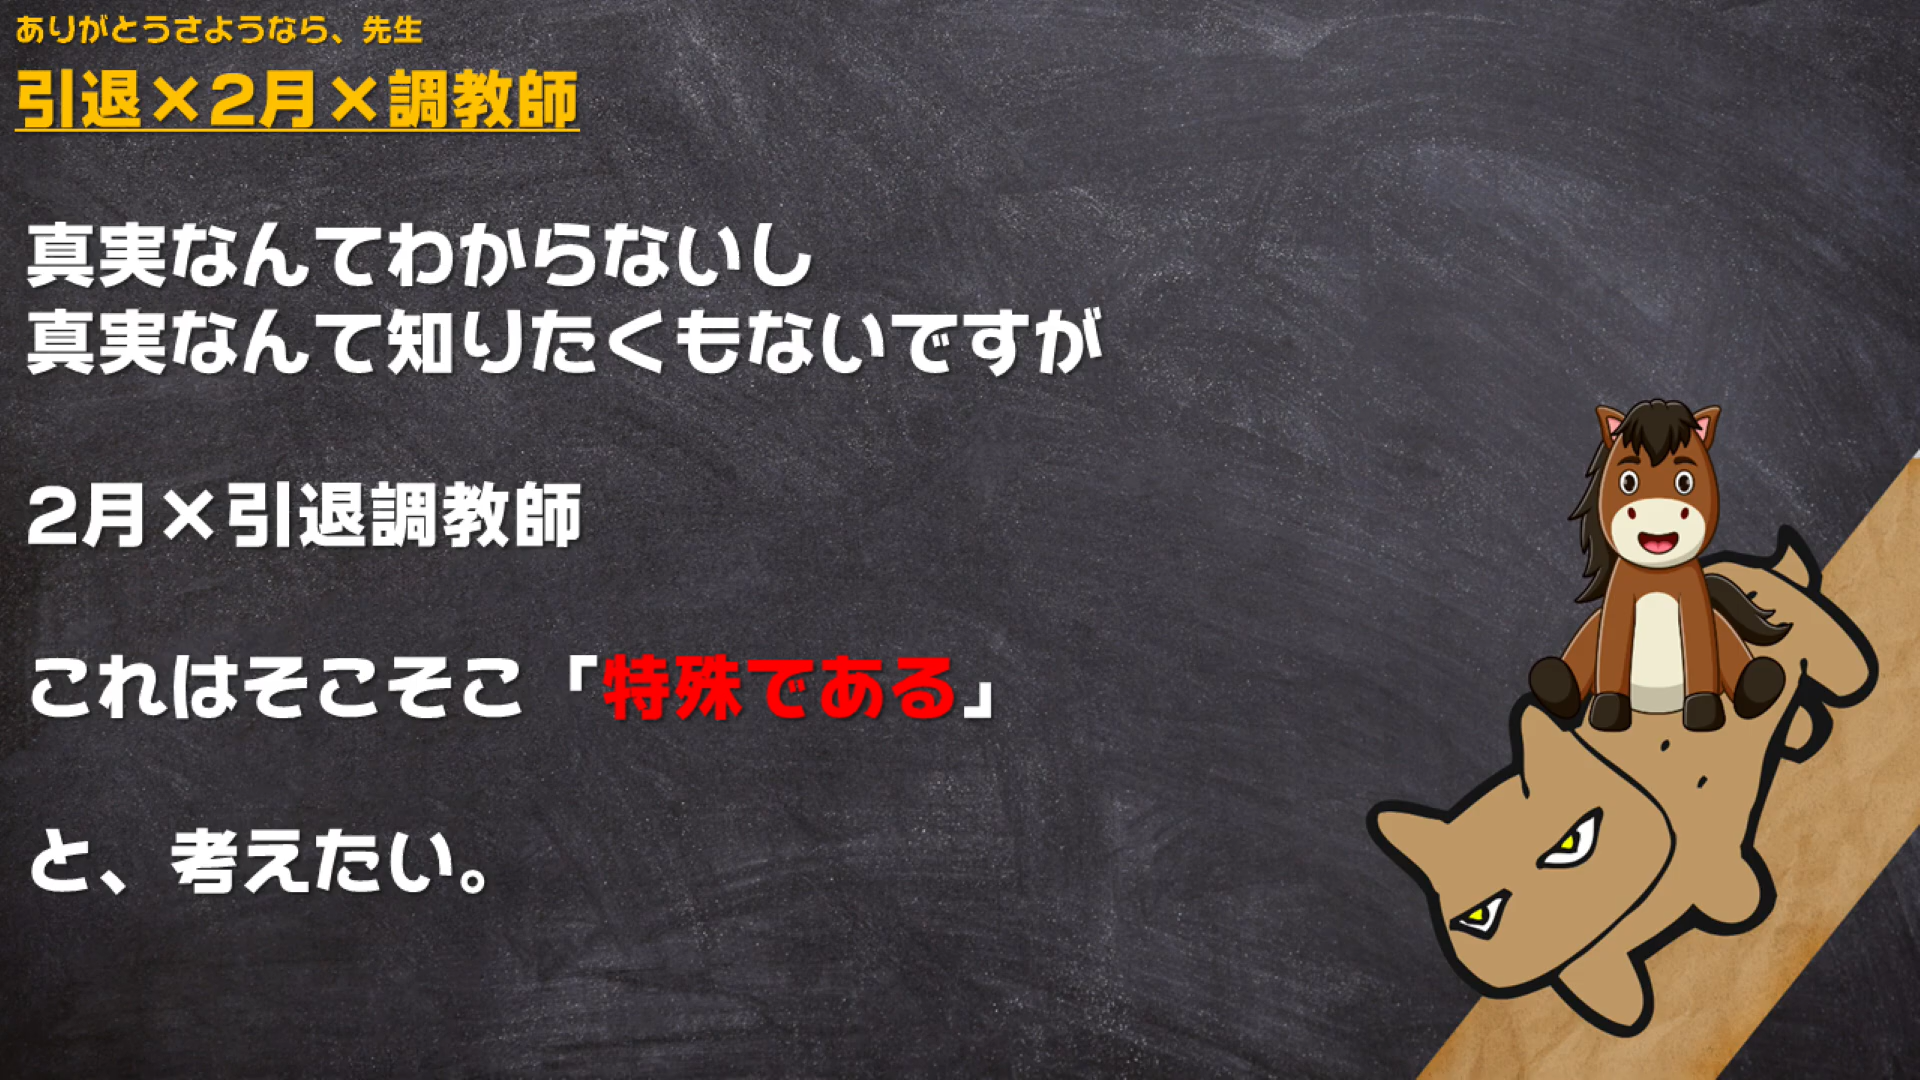 ありがとうさようなら、先生
引退×2月×調教師
真実なんてわからないし
真実なんて知りたくもないですが
2月×引退調教師
これはそこそこ「特殊である」
と、考えたい。